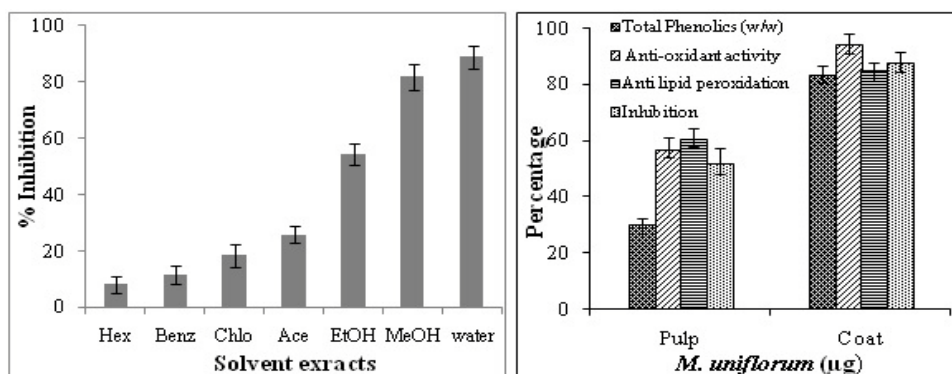 100
80
60
40
20
0
% Inhibition
Hex Benz Chlo Ace EtOH MeOH water
Solvent exracts
100
80
60
40
20
0
Percentage
Total Phenolics (w/w)
Anti-oxidant activity
Anti lipid peroxidation
Inhibition
Pulp Coat
M. uniflorum (µg)